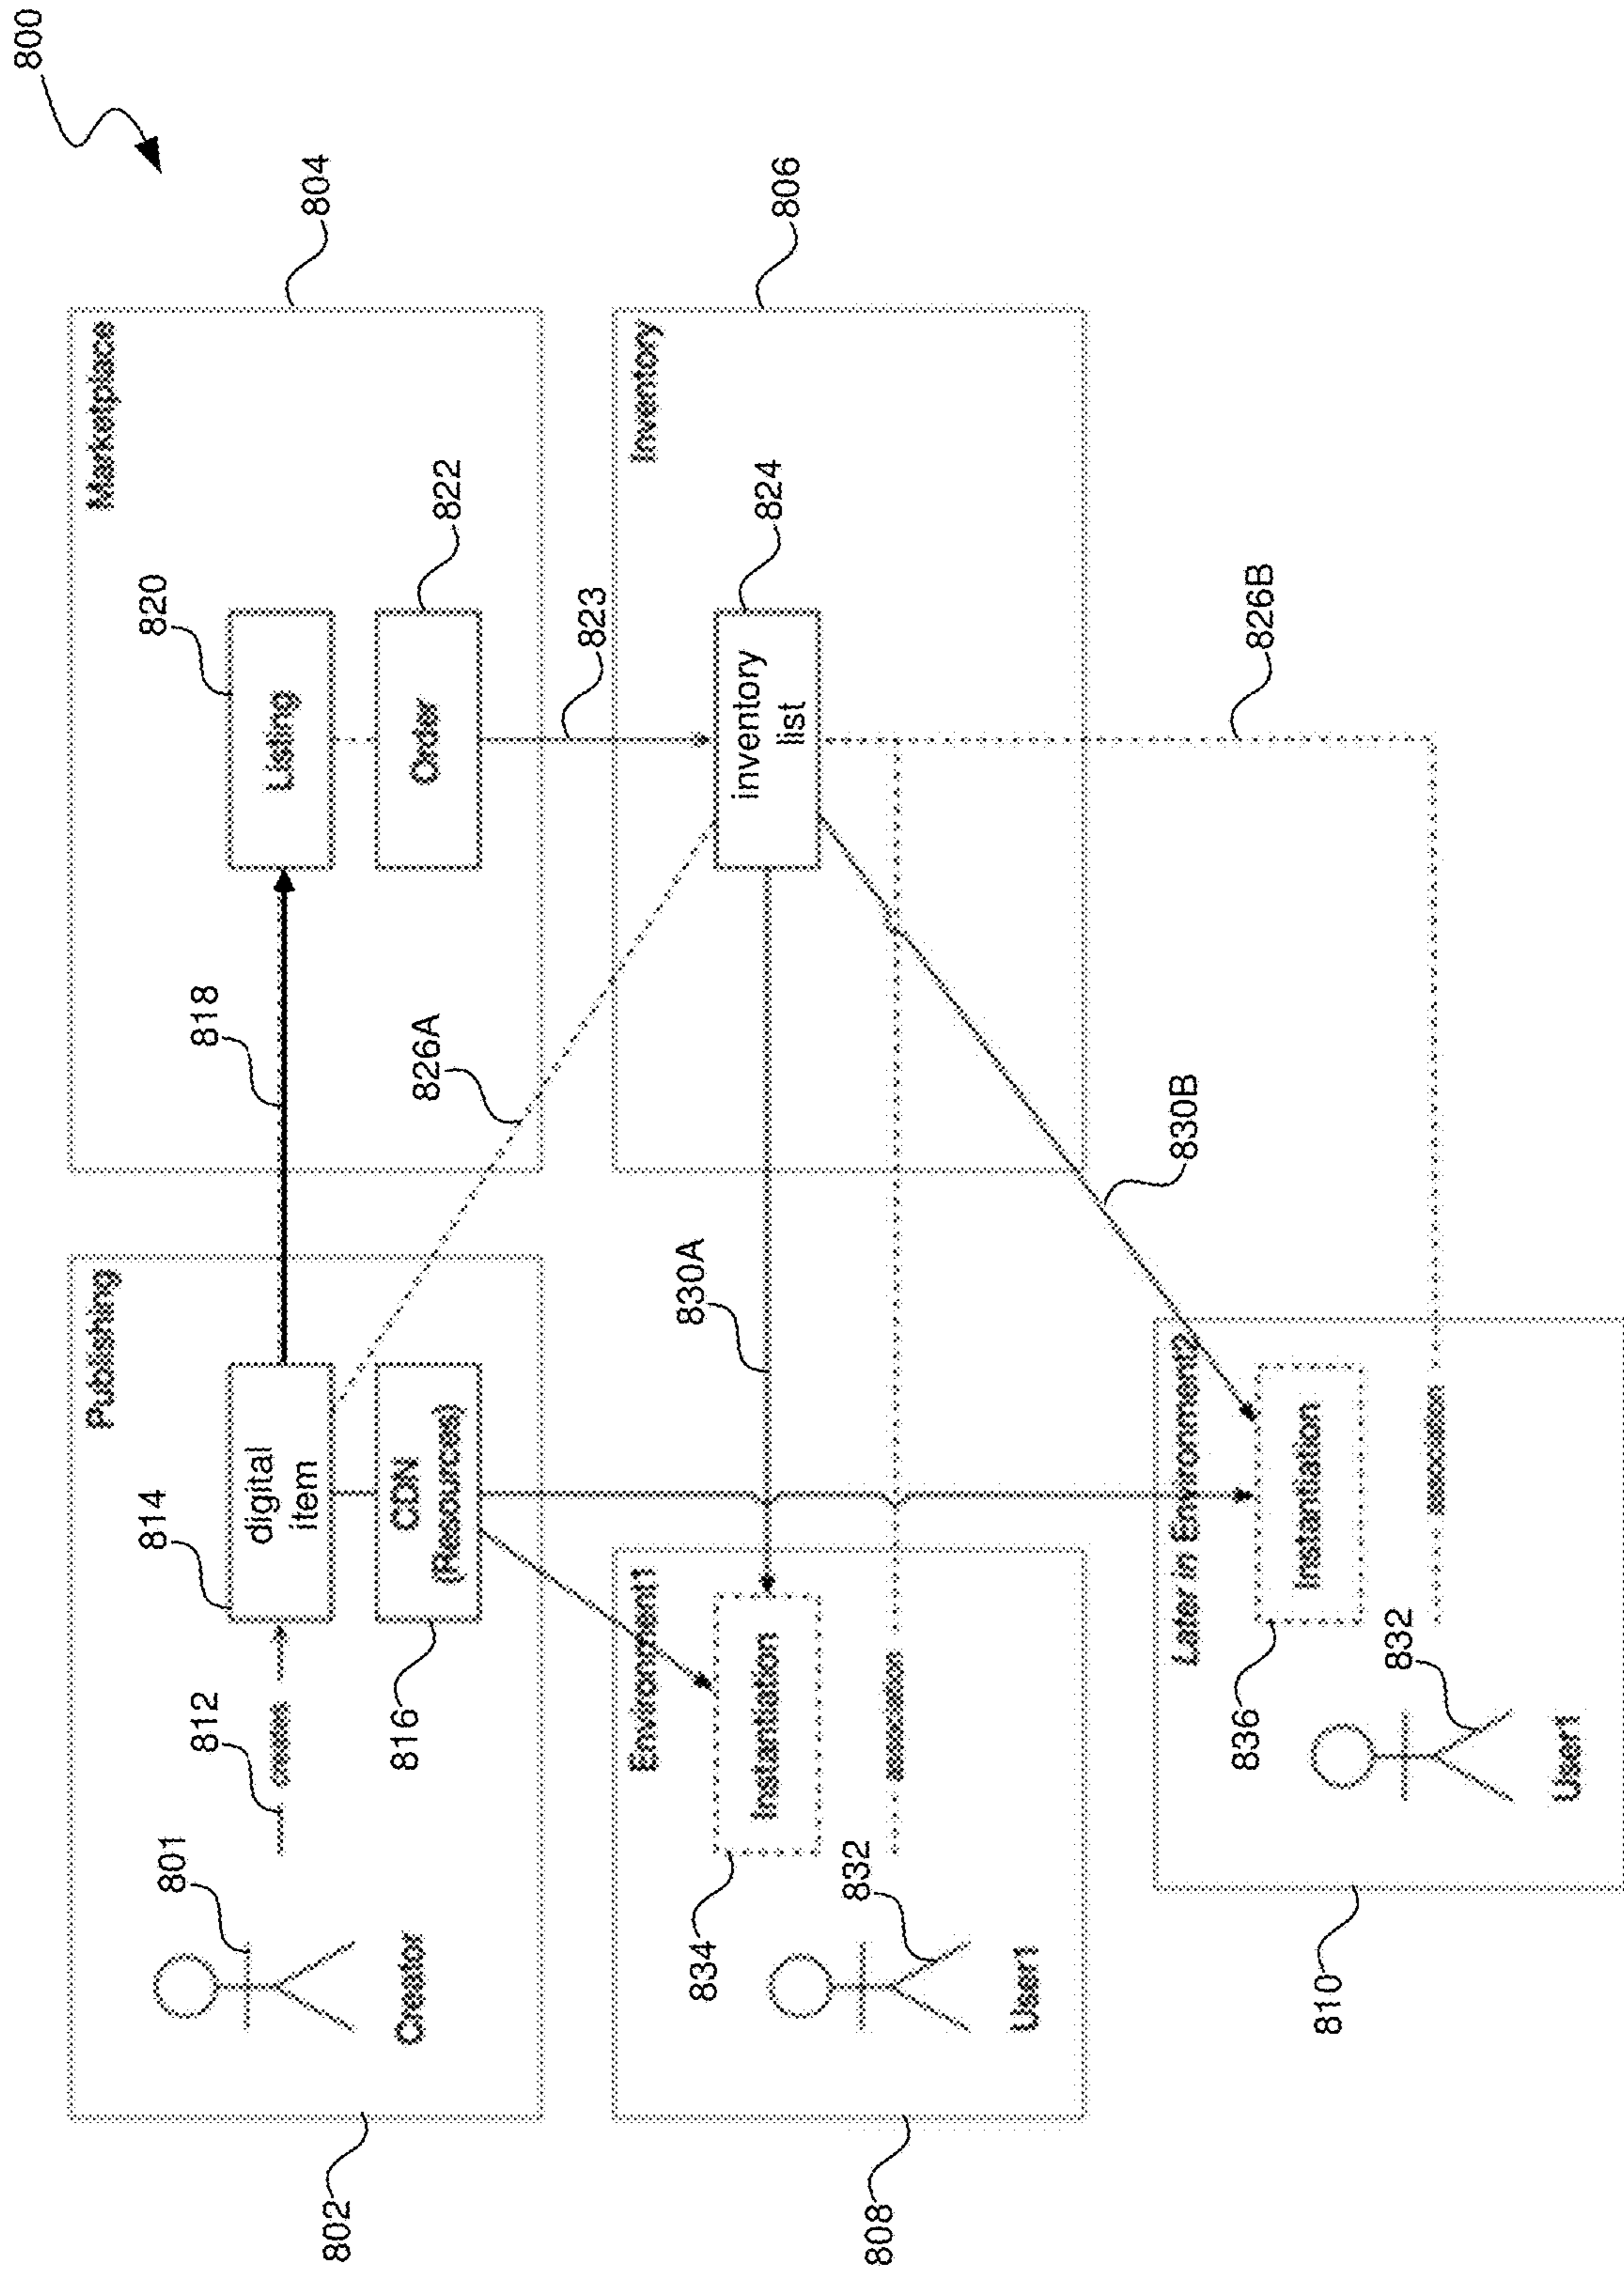 800
Publishing
Marketplace
804
801
812
814
820
818
digital
item
Listing
CDN
(Resources)
Order
816
822
Creator
802
826A
823
Environment1
Inventory
806
834
830A
824
Instantiation
inventory
list
832
User1
808
Later in Environment2
830B
826B
836
Instantiation
832
User1
810